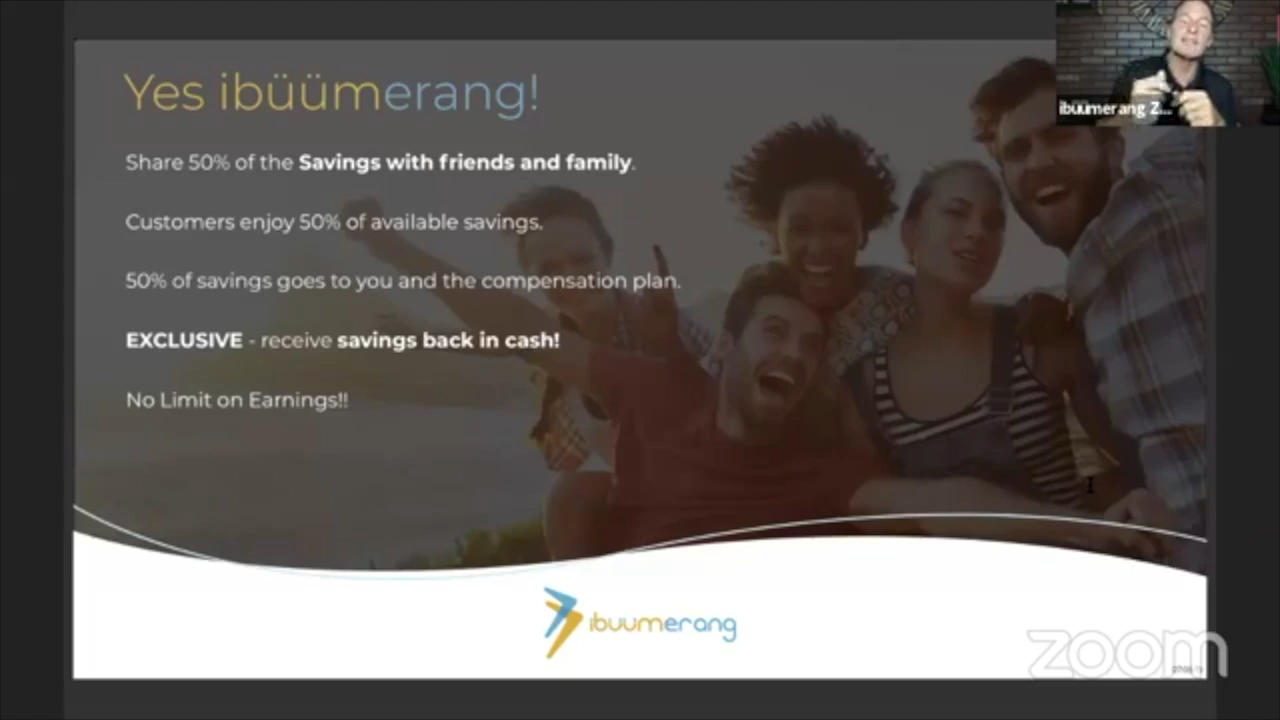 Yes ibüümerang!
Share 50% of the Savings with friends and family.
Customers enjoy 50% of available savings.
50% of savings goes to you and the compensation plan.
EXCLUSIVE - receive savings back in cash!
No Limit on Earnings!!
ibüümerang Z...
ibuumerang
zoom